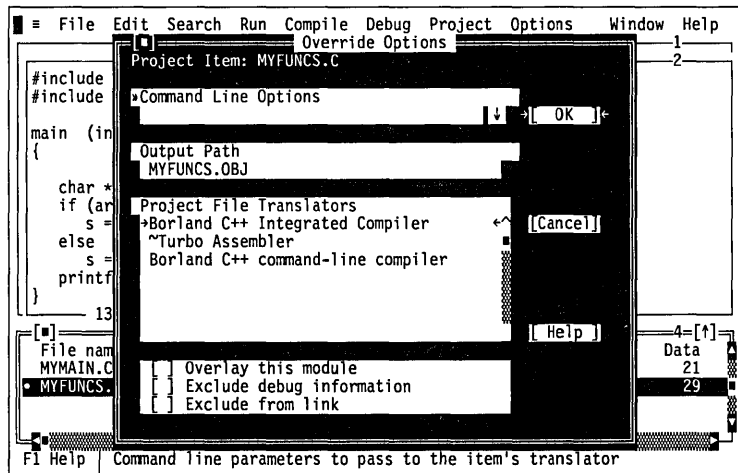 ≡ File Edit Search Run Compile Debug Project Options Window Help
[■] Override Options 1
Project Item: MYFUNCS.C 2
#include
#include »Command Line Options
↓ →[ OK ]←
main (in
{ Output Path
MYFUNCS.OBJ
char *
if (ar Project File Translators
s = →Borland C++ Integrated Compiler ←^ [Cancel]
else ~Turbo Assembler
s = Borland C++ command-line compiler
printf
}
13
[■] [ Help ] 4=[↑]
File nam Data
MYMAIN.C [ ] Overlay this module 21
• MYFUNCS. [ ] Exclude debug information 29
[ ] Exclude from link
F1 Help | Command line parameters to pass to the item's translator